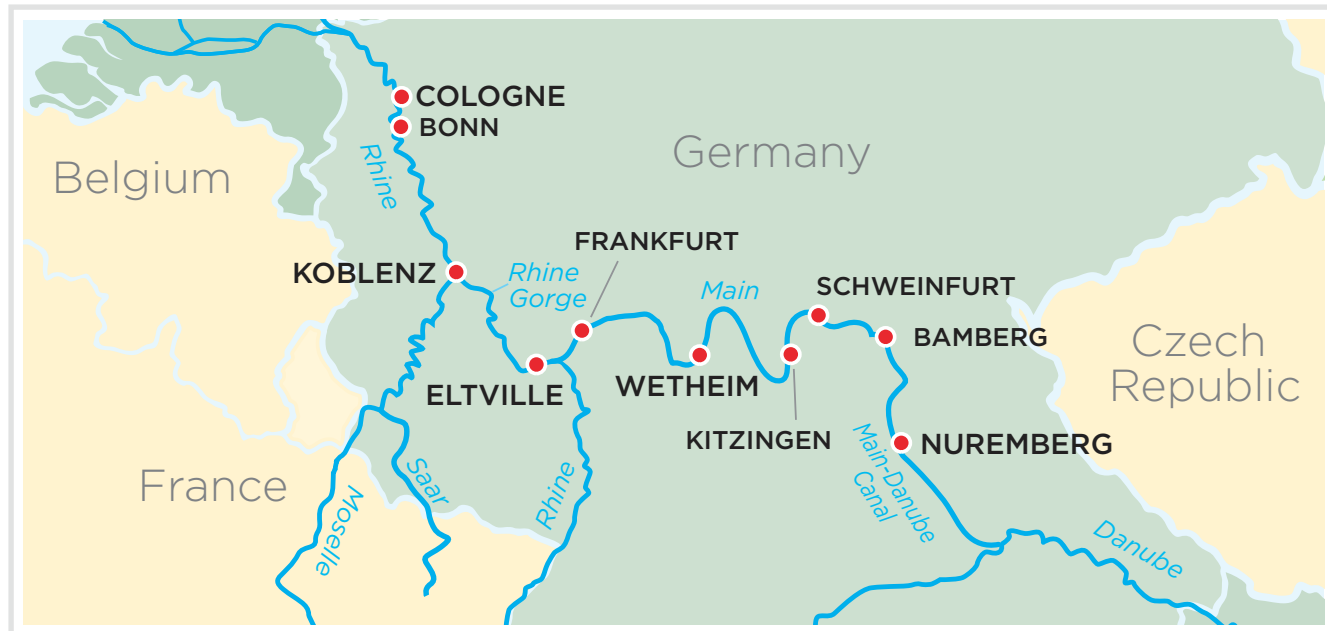 COLOGNE
BONN
Germany
Belgium
Rhine
FRANKFURT
KOBLENZ
Rhine
Gorge
Main
SCHWEINFURT
BAMBERG
Czech
Republic
ELTVILLE
WETHEIM
KITZINGEN
NUREMBERG
Main-Danube
Canal
France
Moselle
Saar
Rhine
Danube